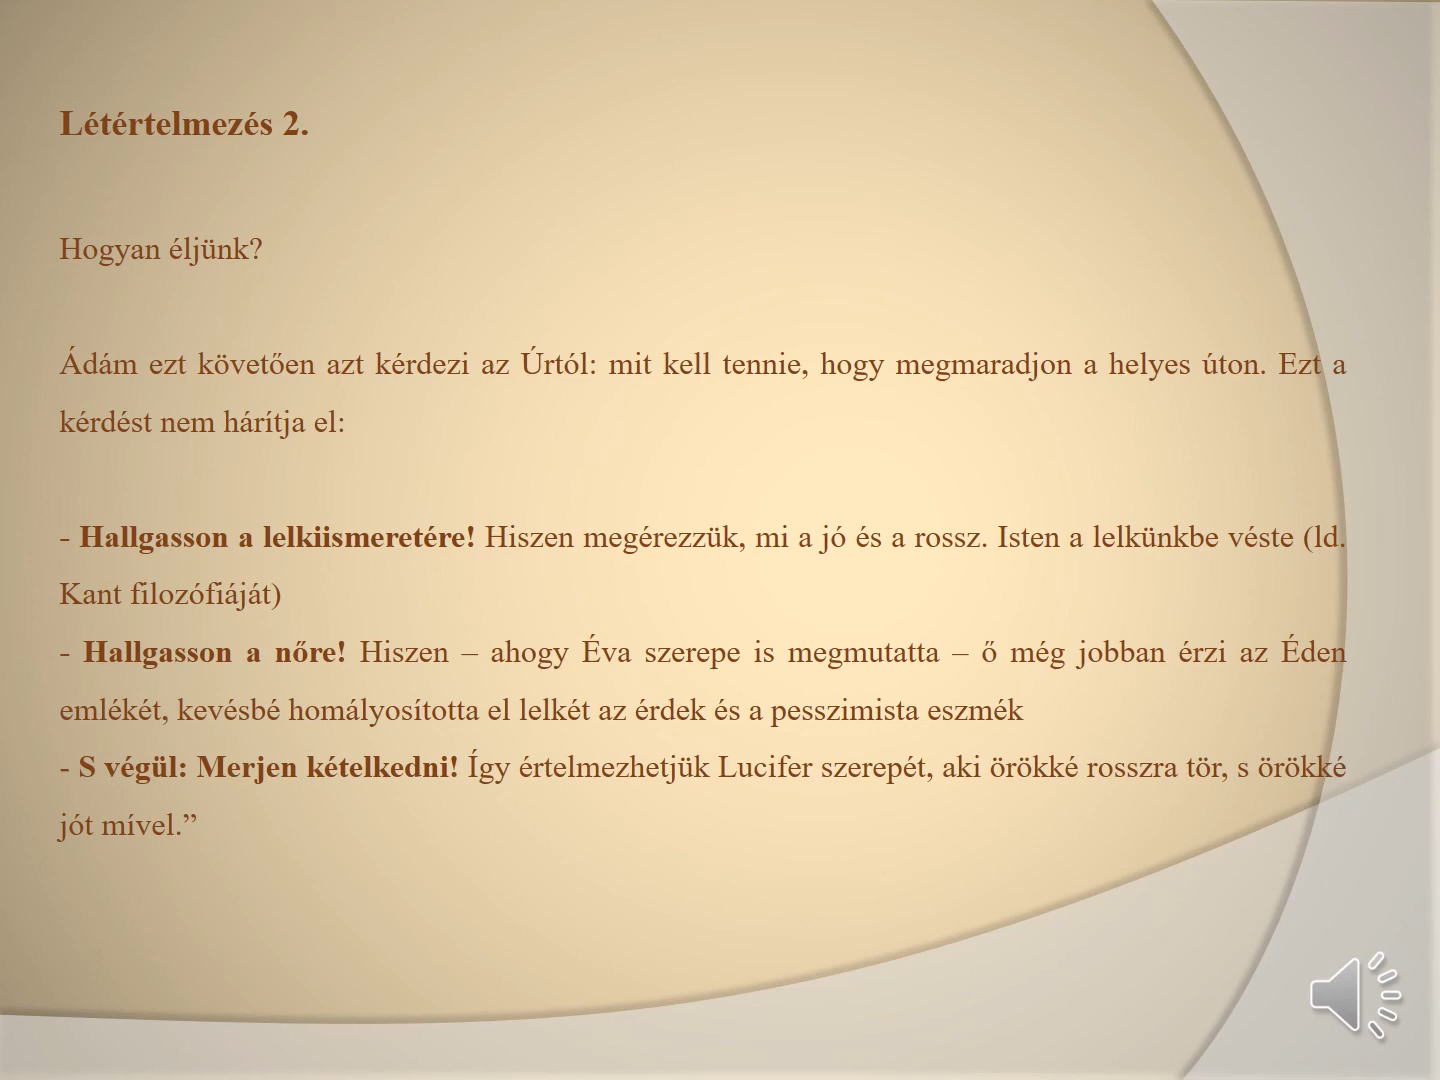 Létértelmezés 2.
Hogyan éljünk?
Ádám ezt követően azt kérdezi az Úrtól: mit kell tennie, hogy megmaradjon a helyes úton. Ezt a
kérdést nem hárítja el:
- Hallgasson a lelkiismeretére! Hiszen megérezzük, mi a jó és a rossz. Isten a lelkünkbe véste (ld.
Kant filozófiáját)
- Hallgasson a nőre! Hiszen – ahogy Éva szerepe is megmutatta – ő még jobban érzi az Éden
emlékét, kevésbé homályosította el lelkét az érdek és a pesszimista eszmék
- S végül: Merjen kételkedni! Így értelmezhetjük Lucifer szerepét, aki örökké rosszra tör, s örökké
jót mível.”